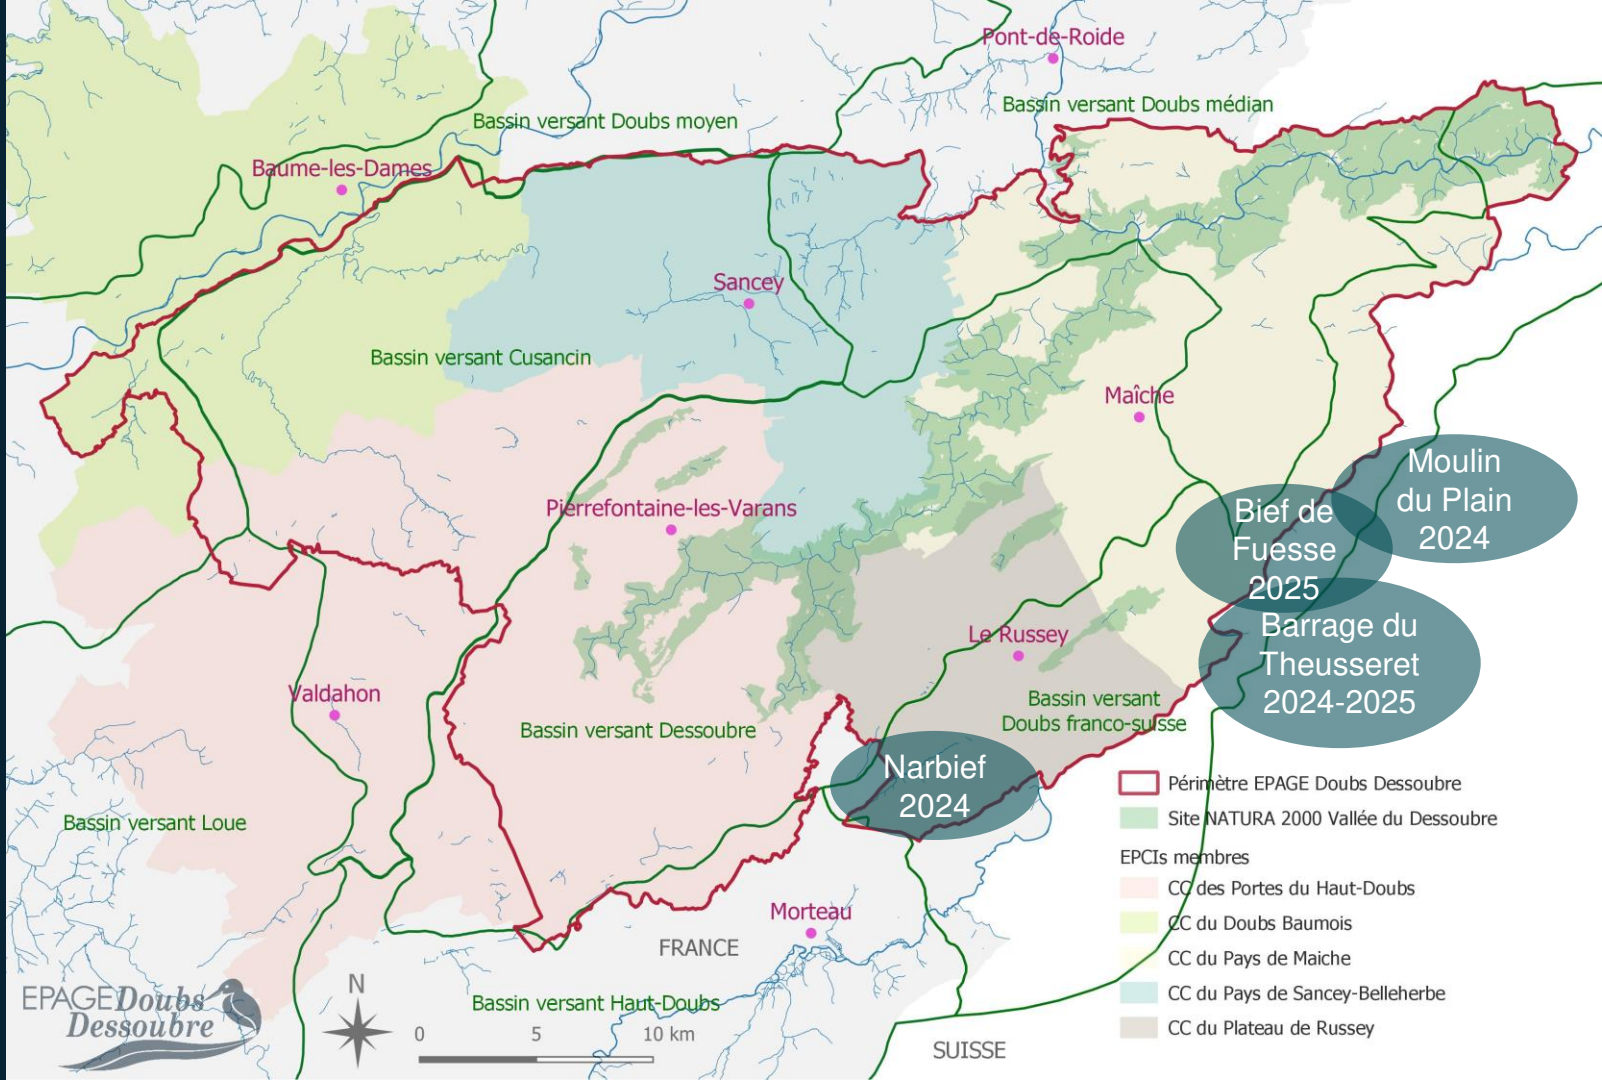 Pont-de-Roide
Bassin versant Doubs médian
Bassin versant Doubs moyen
Baume-les-Dames
Sancey
Bassin versant Cusancin
Maîche
Moulin
du Plain
2024
Bief de
Fuesse
2025
Pierrefontaine-les-Varans
Barrage du
Theusseret
2024-2025
Le Russey
Valdahon
Bassin versant
Doubs franco-suisse
Bassin versant Dessoubre
Narbief
2024
Bassin versant Loue
Périmètre EPAGE Doubs Dessoubre
Site NATURA 2000 Vallée du Dessoubre
EPCIs membres
CC des Portes du Haut-Doubs
CC du Doubs Baumois
CC du Pays de Maiche
CC du Pays de Sancey-Belleherbe
CC du Plateau de Russey
Morteau
FRANCE
Bassin versant Haut-Doubs
SUISSE
EPAGE Doubs
Dessoubre
N
0 5 10 km